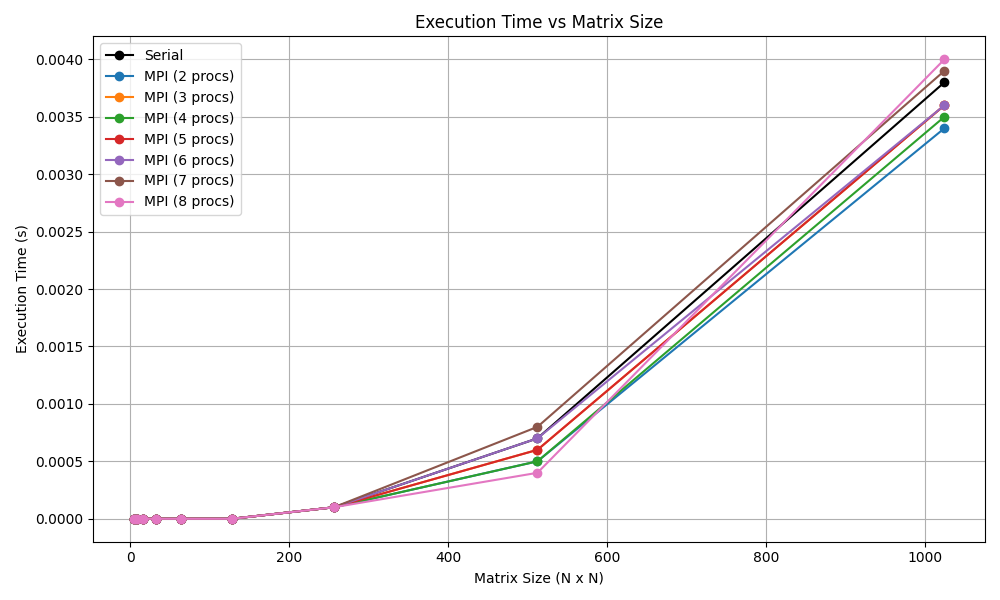 Execution Time vs Matrix Size
Serial
MPI (2 procs)
MPI (3 procs)
MPI (4 procs)
MPI (5 procs)
MPI (6 procs)
MPI (7 procs)
MPI (8 procs)
Execution Time (s)
0.0040
0.0035
0.0030
0.0025
0.0020
0.0015
0.0010
0.0005
0.0000
0 200 400 600 800 1000
Matrix Size (N x N)